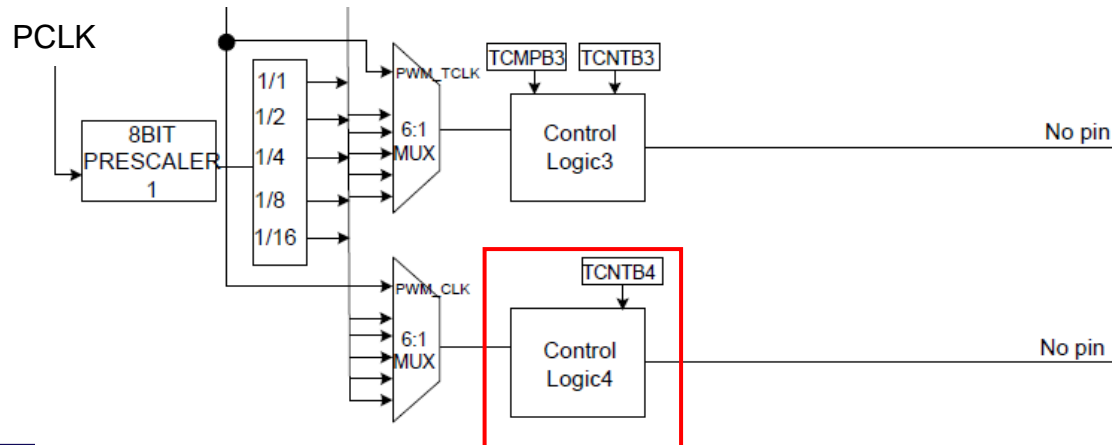 PCLK
8BIT
PRESCALER
1
1/1
1/2
1/4
1/8
1/16
PWM_TCLK
6:1
MUX
TCMPB3
TCNTB3
Control
Logic3
No pin
PWM_CLK
6:1
MUX
TCNTB4
Control
Logic4
No pin